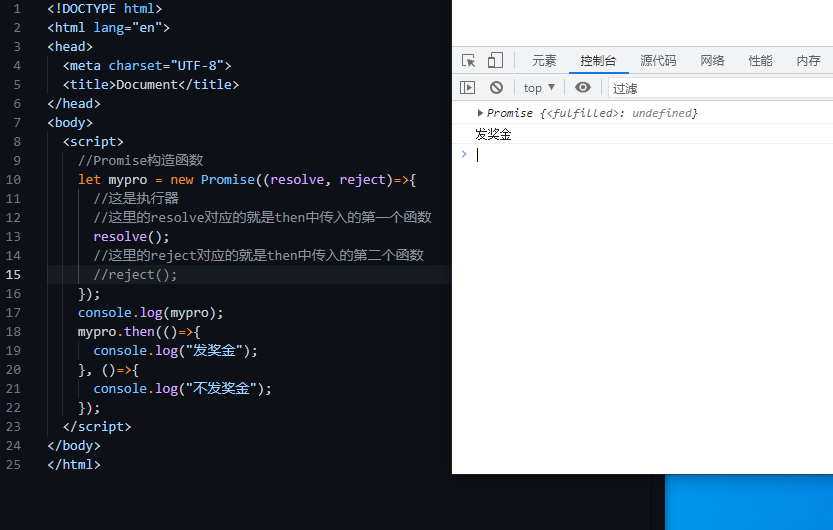 1 <!DOCTYPE html>
2 <html lang="en">
3 <head>
4 <meta charset="UTF-8">
5 <title>Document</title>
6 </head>
7 <body>
8 <script>
9 //Promise构造函数
10 let mypro = new Promise((resolve, reject)=>{
11 //这是执行器
12 //这里的resolve对应的就是then中传入的第一个函数
13 resolve();
14 //这里的reject对应的就是then中传入的第二个函数
15 //reject();
16 });
17 console.log(mypro);
18 mypro.then(()=>{
19 console.log("发奖金");
20 }, ()=>{
21 console.log("不发奖金");
22 });
23 </script>
24 </body>
25 </html>
元素 控制台 源代码 网络 性能 内存
top ▼ 过滤
Promise {<fulfilled>: undefined}
发奖金